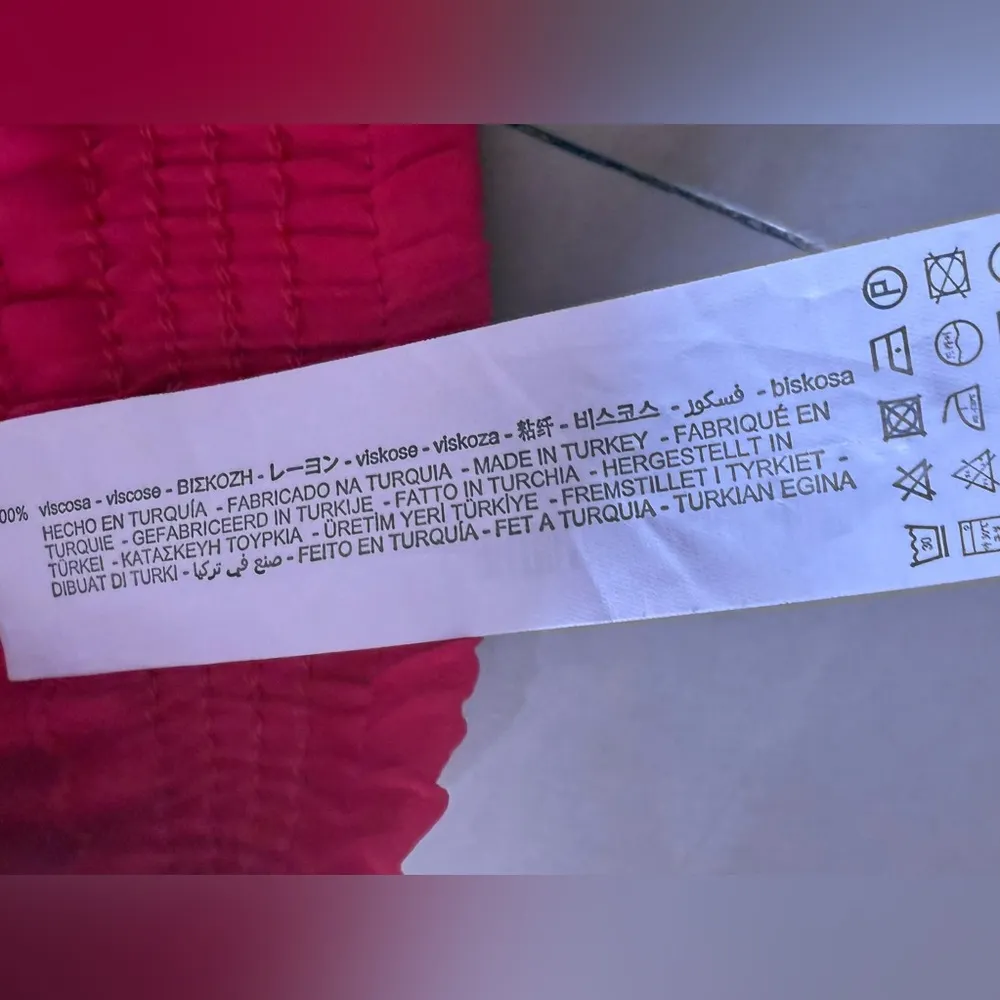 00% viscosa - viscose - ΒΙΣΚΟΖΗ - レーヨン - viskose - viskoza - 粘纤 - 비스코스 - فسكوز - biskosa
HECHO EN TURQUÍA - FABRICADO NA TURQUIA - MADE IN TURKEY - FABRIQUÉ EN
TURQUIE - GEFABRICEERD IN TURKIJE - FATTO IN TURCHIA - HERGESTELLT IN
TÜRKEI - ΚΑΤΑΣΚΕΥΗ ΤΟΥΡΚΙΑ - ÜRETİM YERİ TÜRKİYE - FREMSTILLET I TYRKIET -
DIBUAT DI TURKI - صنع في تركيا - FEITO EN TURQUÍA - FET A TURQUIA - TURKIAN EGINA
P
30